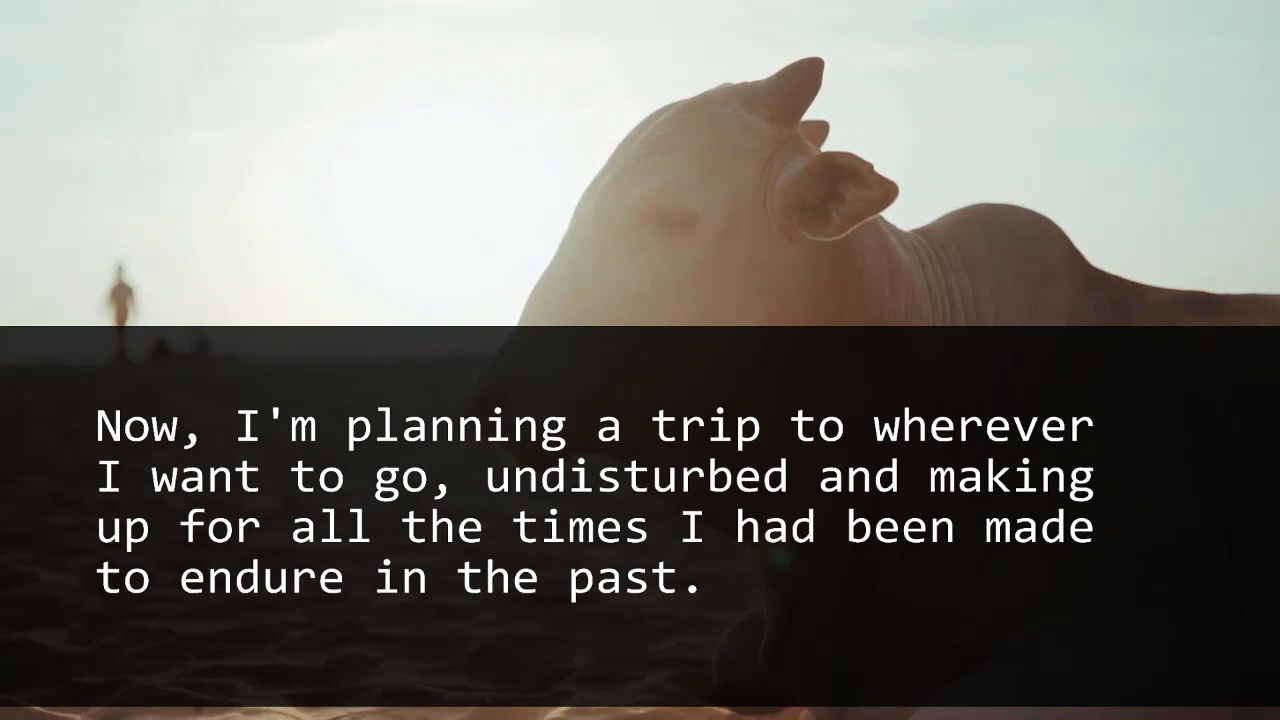 Now, I'm planning a trip to wherever
I want to go, undisturbed and making
up for all the times I had been made
to endure in the past.